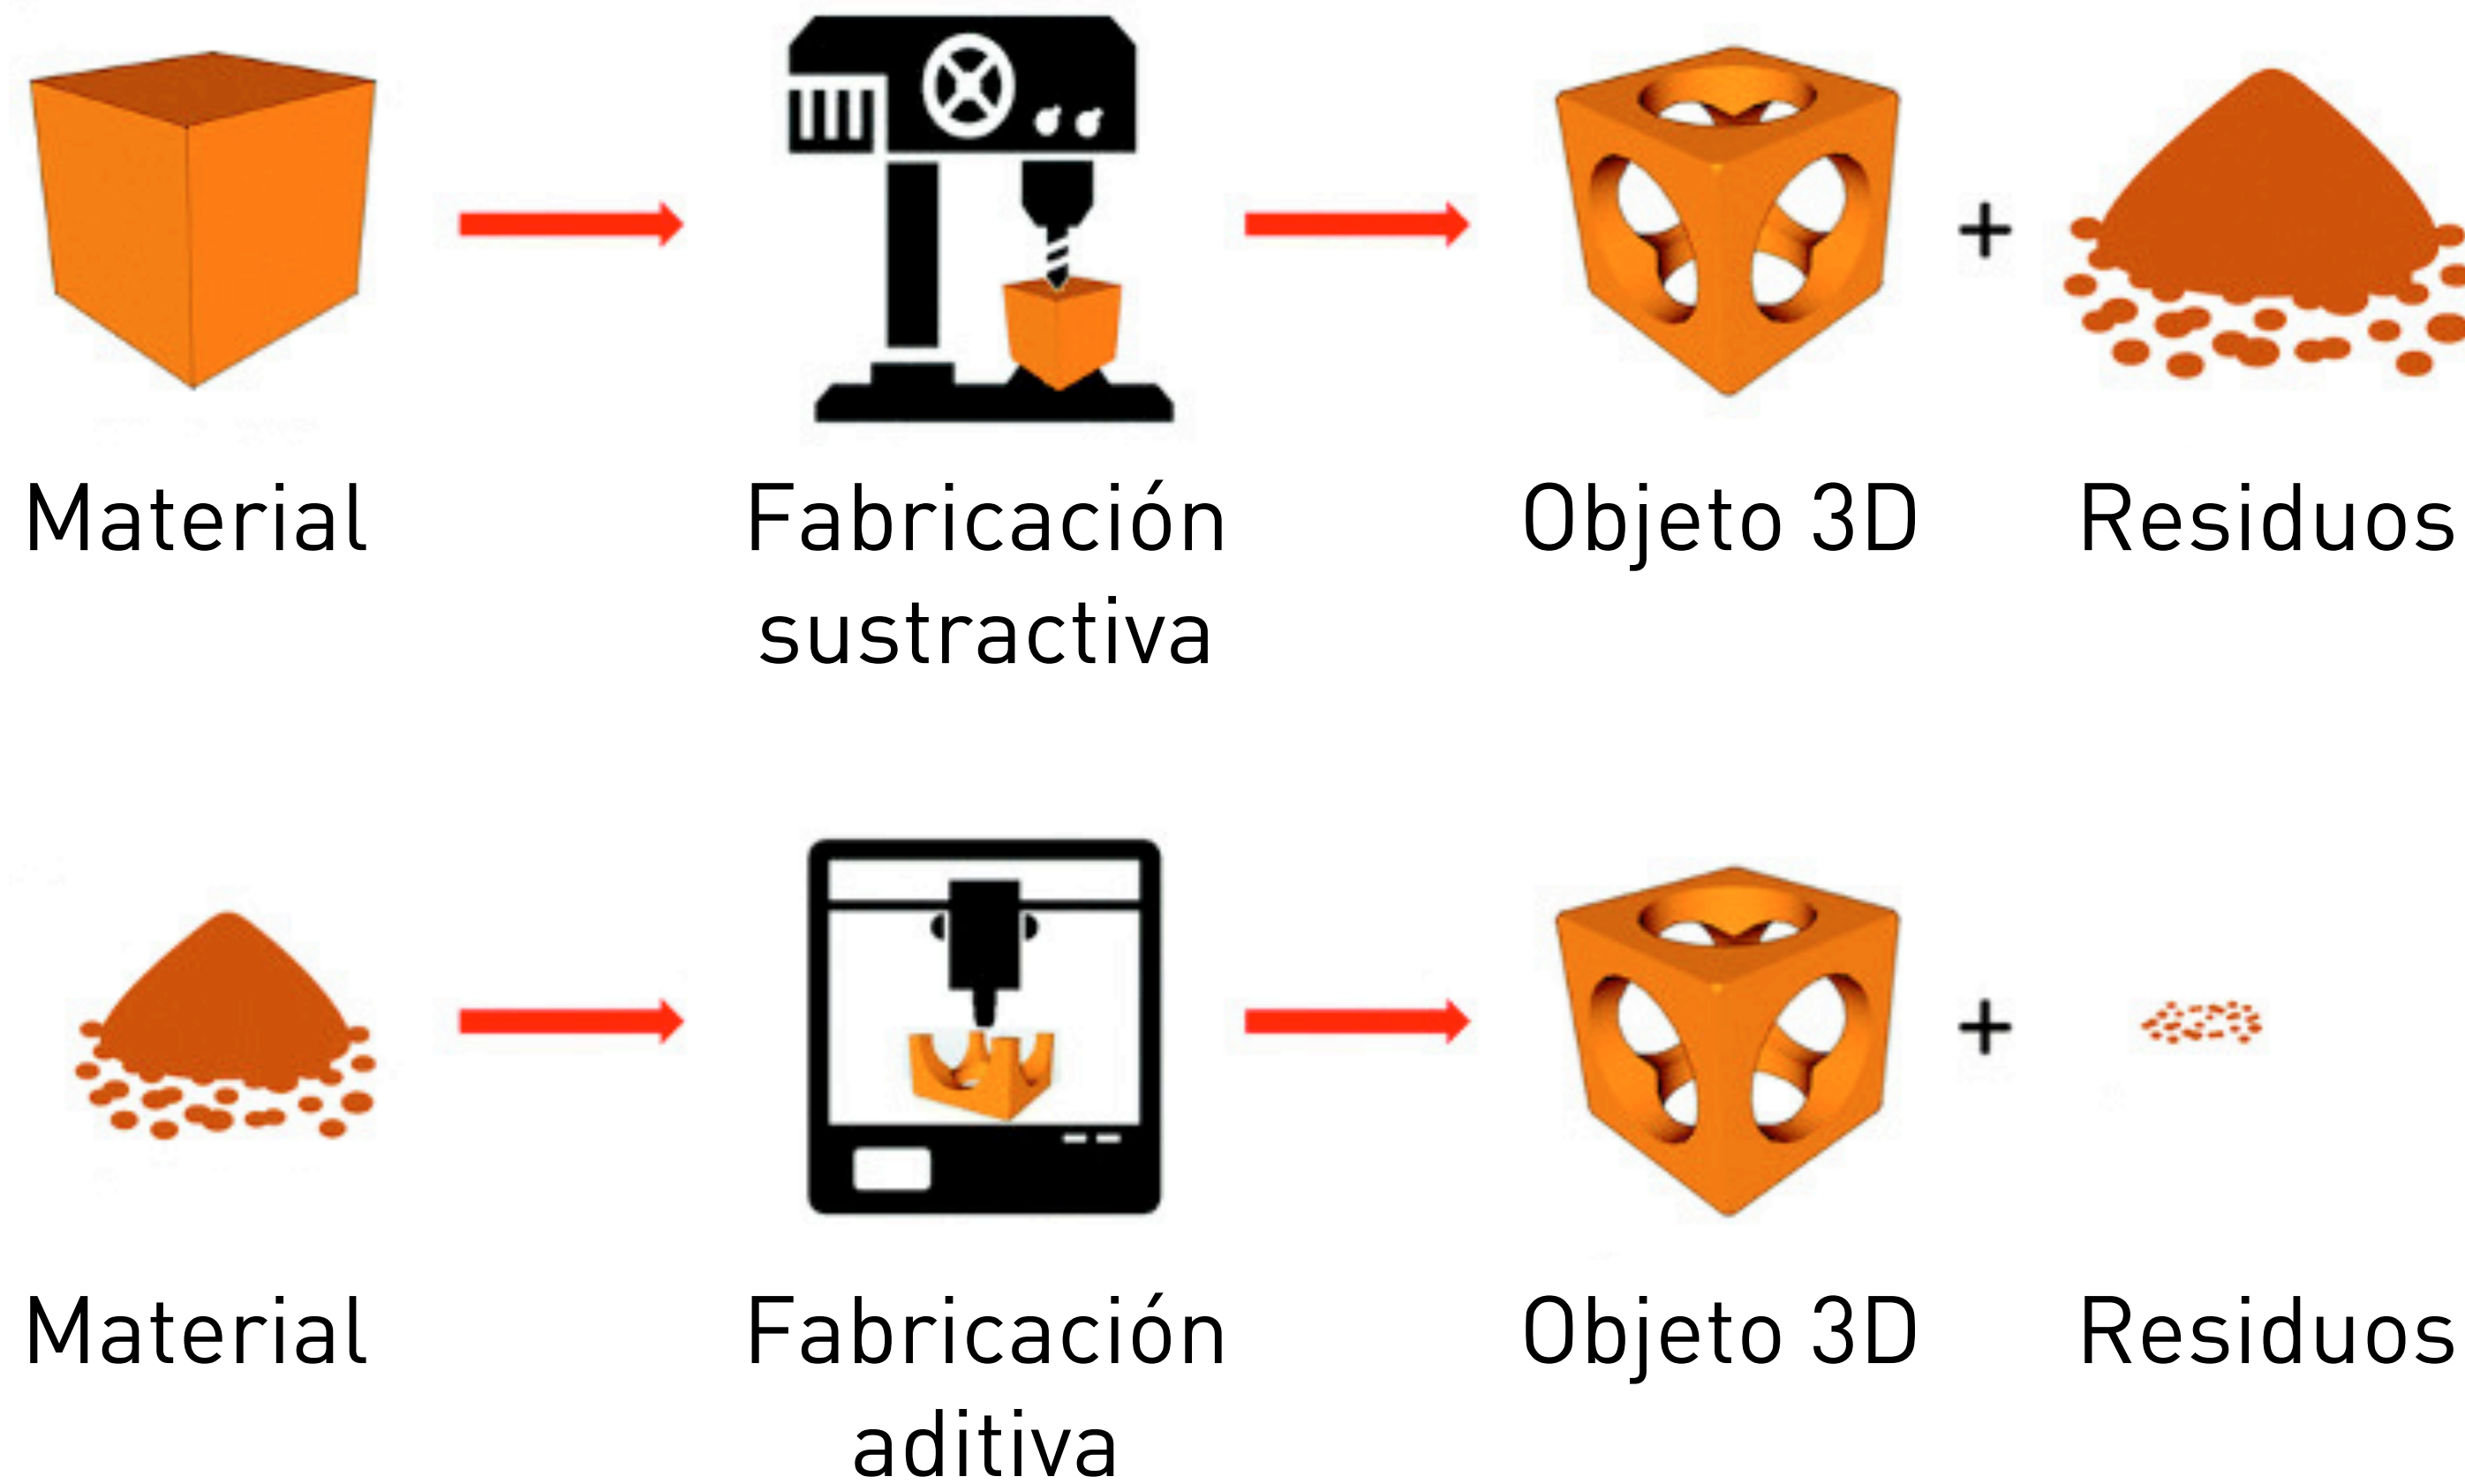 Material
Fabricación
sustractiva
Objeto 3D
Residuos
Material
Fabricación
aditiva
Objeto 3D
Residuos